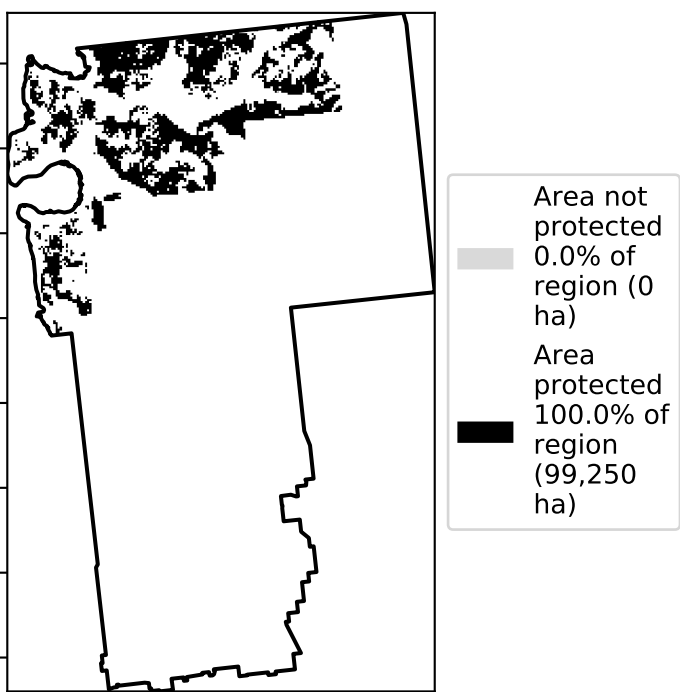 Area not
protected
0.0% of
region (0
ha)
Area
protected
100.0% of
region
(99,250
ha)